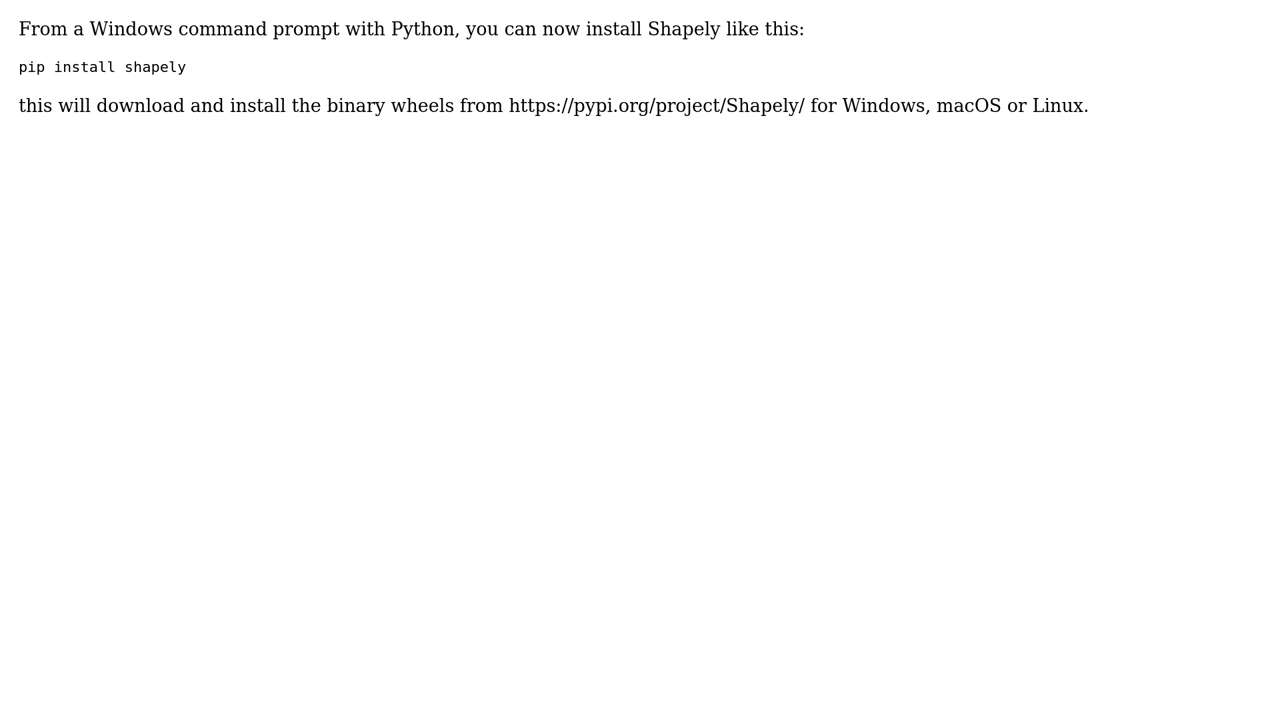 From a Windows command prompt with Python, you can now install Shapely like this:
pip install shapely
this will download and install the binary wheels from https://pypi.org/project/Shapely/ for Windows, macOS or Linux.